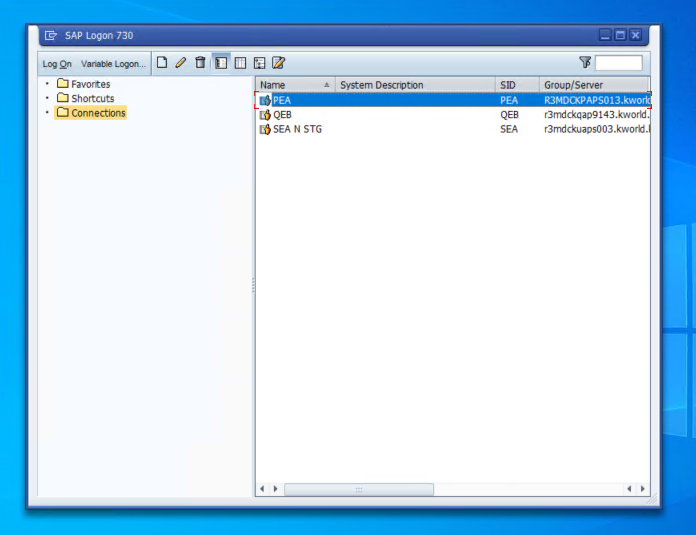 SAP Logon 730
Log On Variable Logon...
Favorites
Shortcuts
Connections
Name System Description SID Group/Server
PEA PEA R3MDCKPAPS013.kworld
QEB QEB r3mdckqap9143.kworld.
SEA N STG SEA r3mdckuaps003.kworld.l